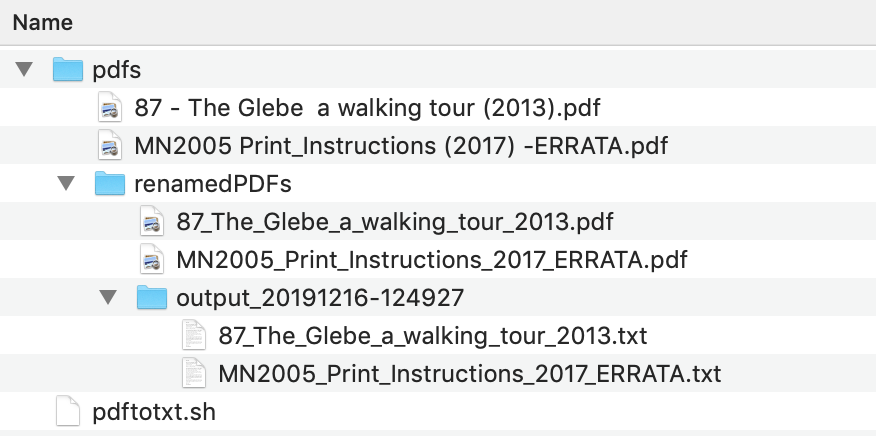 Name
pdfs
87 - The Glebe  a walking tour (2013).pdf
MN2005 Print_Instructions (2017) -ERRATA.pdf
renamedPDFs
87_The_Glebe_a_walking_tour_2013.pdf
MN2005_Print_Instructions_2017_ERRATA.pdf
output_20191216-124927
87_The_Glebe_a_walking_tour_2013.txt
MN2005_Print_Instructions_2017_ERRATA.txt
pdftotxt.sh